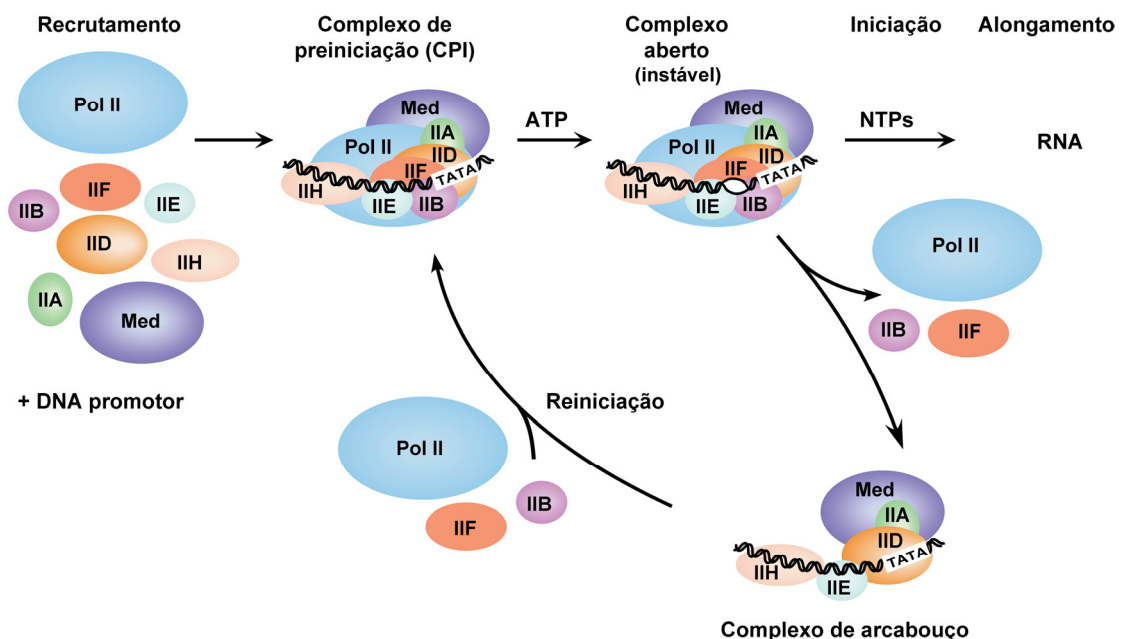 Recrutamento
Complexo de
preiniciação (CPI)
Complexo
aberto
(instável)
Iniciação
Alongamento
Pol II
IIF
IIB
IIE
IID
IIH
IIA
Med
+ DNA promotor
Med
IIA
Pol II
IID
IIF
TATA
IIH
IIE
IIB
ATP
Med
IIA
Pol II
IID
IIF
TATA
IIH
IIE
IIB
NTPs
RNA
Pol II
IIB
IIF
Reiniciação
Pol II
IIB
IIF
Med
IIA
IID
TATA
IIH
IIE
Complexo de arcabouço